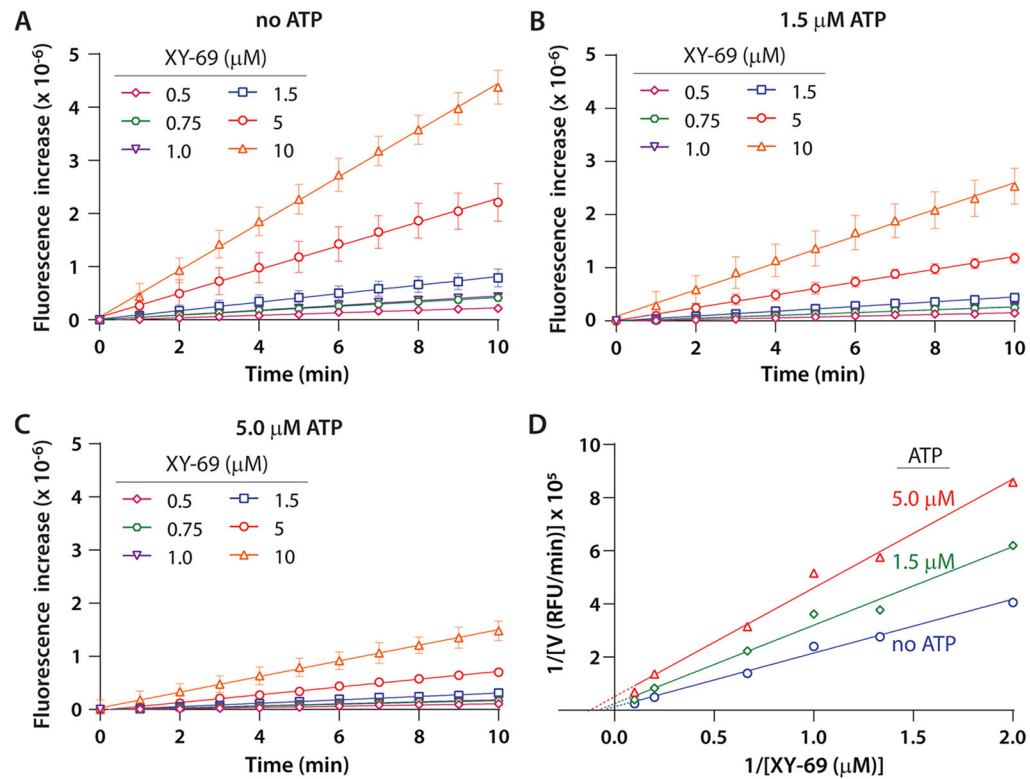 A
no ATP
Fluorescence increase (x 10⁻⁶)
5
4
3
2
1
0
XY-69 (µM)
0.5
1.5
0.75
5
1.0
10
0
2
4
6
8
10
Time (min)
B
1.5 µM ATP
Fluorescence increase (x 10⁻⁶)
5
4
3
2
1
0
XY-69 (µM)
0.5
1.5
0.75
5
1.0
10
0
2
4
6
8
10
Time (min)
C
5.0 µM ATP
Fluorescence increase (x 10⁻⁶)
5
4
3
2
1
0
XY-69 (µM)
0.5
1.5
0.75
5
1.0
10
0
2
4
6
8
10
Time (min)
D
1/[V (RFU/min)] x 10⁵
10
8
6
4
2
ATP
5.0 µM
1.5 µM
no ATP
0.0
0.5
1.0
1.5
2.0
1/[XY-69 (µM)]